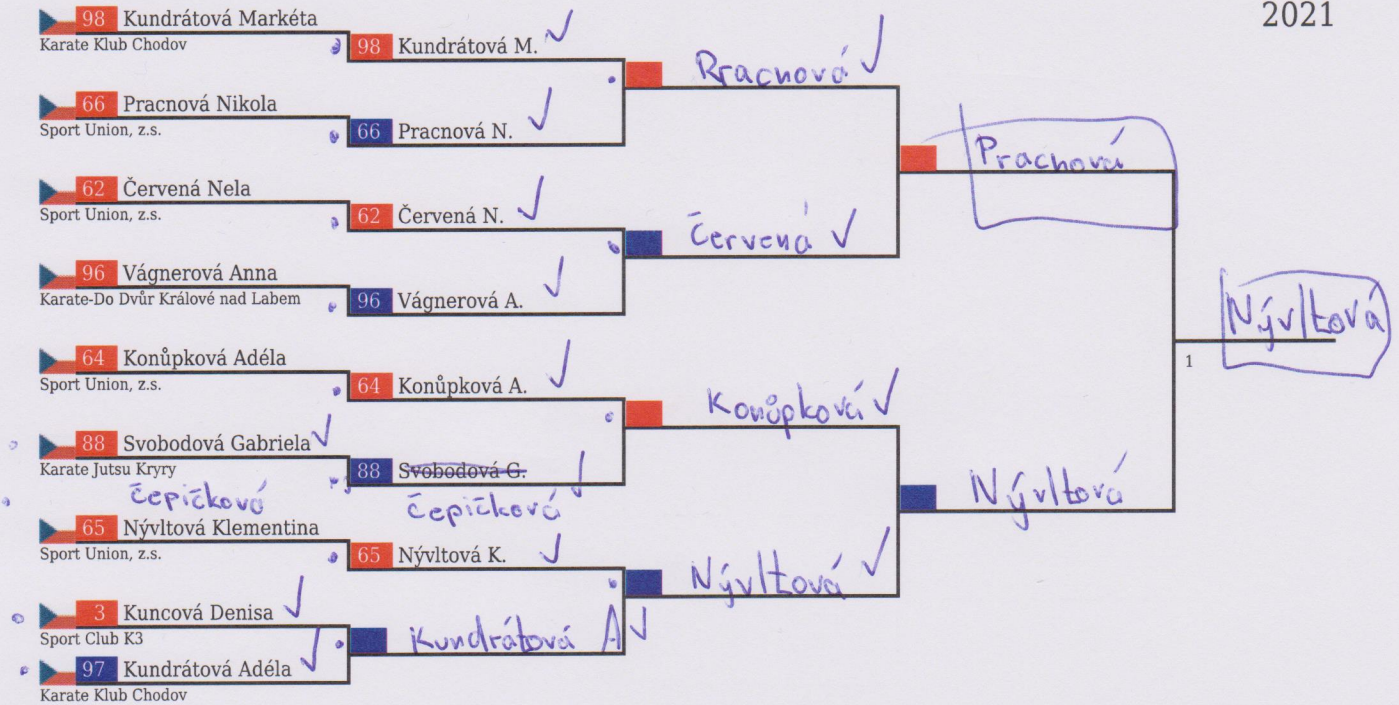 2021
98 Kundrátová Markéta
Karate Klub Chodov
98 Kundrátová M.
Pracnová
66 Pracnová Nikola
Sport Union, z.s.
66 Pracnová N.
Pracnová
62 Červená Nela
Sport Union, z.s.
62 Červená N.
Červená
96 Vágnerová Anna
Karate-Do Dvůr Králové nad Labem
96 Vágnerová A.
Nývltová
1
64 Konůpková Adéla
Sport Union, z.s.
64 Konůpková A.
Konůpková
88 Svobodová Gabriela
Karate Jutsu Kryry
88 Svobodová G.
Čepičková
Čepičková
Nývltová
65 Nývltová Klementina
Sport Union, z.s.
65 Nývltová K.
Nývltová
3 Kuncová Denisa
Sport Club K3
Kundrátová A
97 Kundrátová Adéla
Karate Klub Chodov